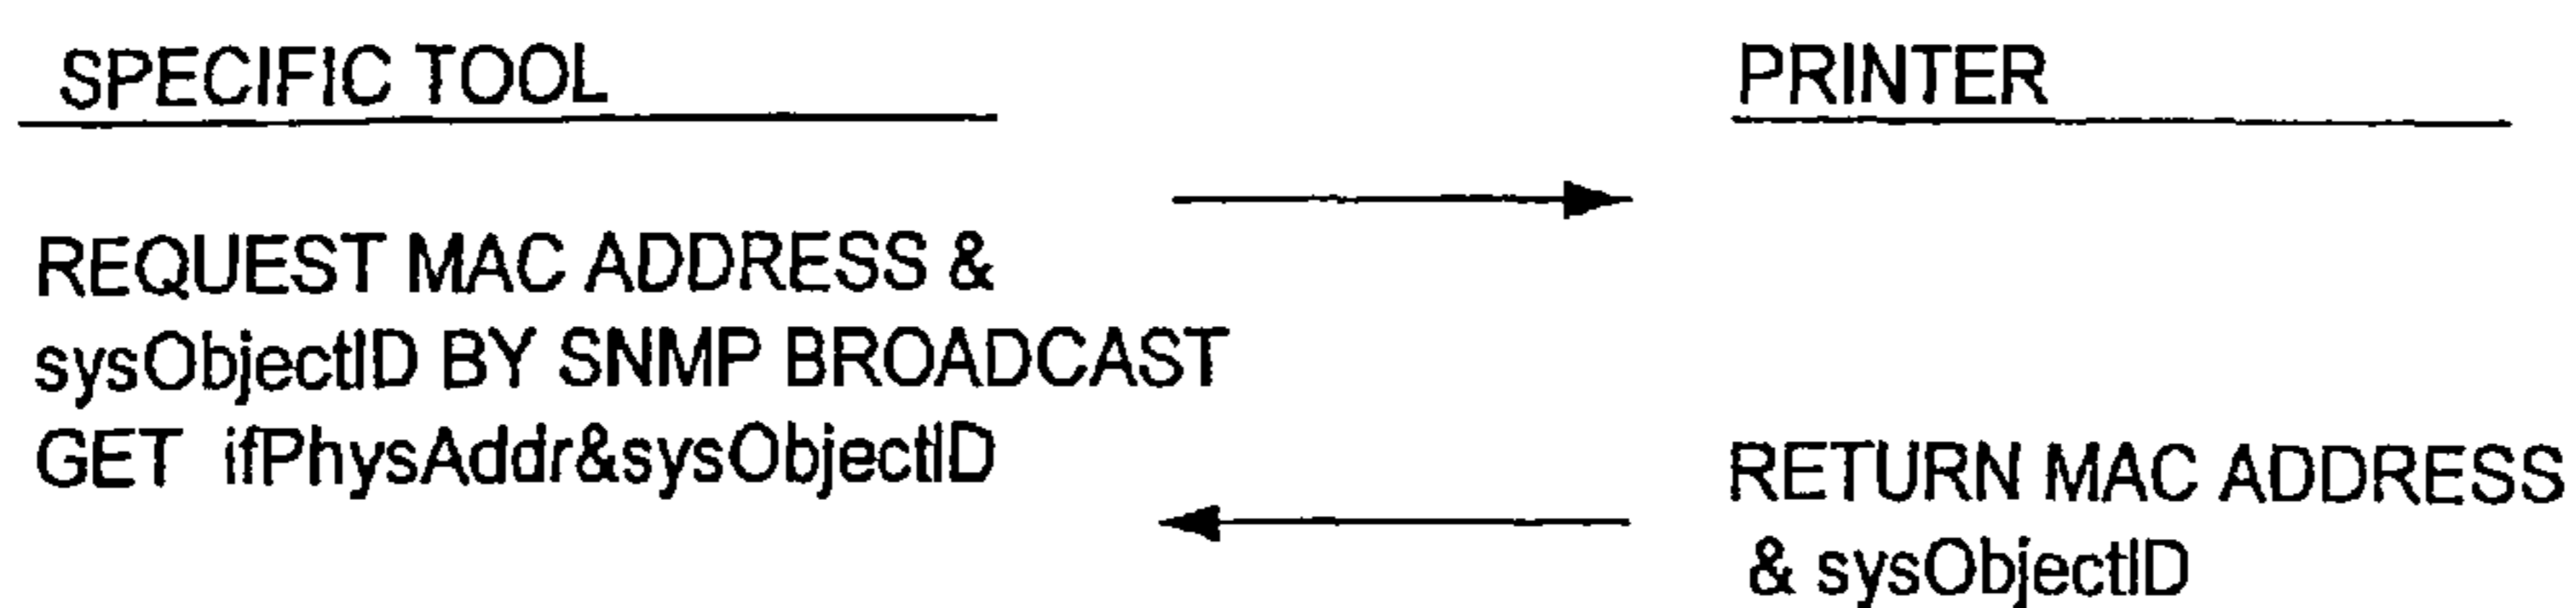 SPECIFIC TOOL
PRINTER
REQUEST MAC ADDRESS &
sysObjectID BY SNMP BROADCAST
GET ifPhysAddr&sysObjectID
RETURN MAC ADDRESS
& sysObjectID